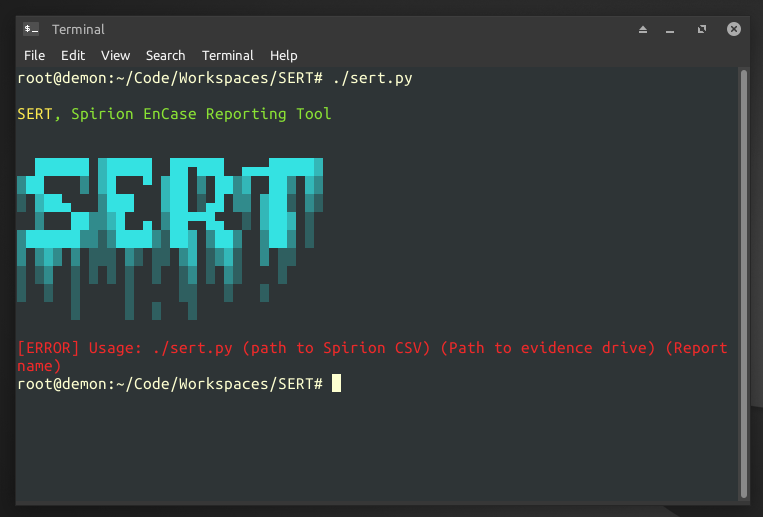 Terminal
File Edit View Search Terminal Help
root@demon:~/Code/Workspaces/SERT# ./sert.py
SERT, Spirion EnCase Reporting Tool
SERT
[ERROR] Usage: ./sert.py (path to Spirion CSV) (Path to evidence drive) (Report
name)
root@demon:~/Code/Workspaces/SERT#